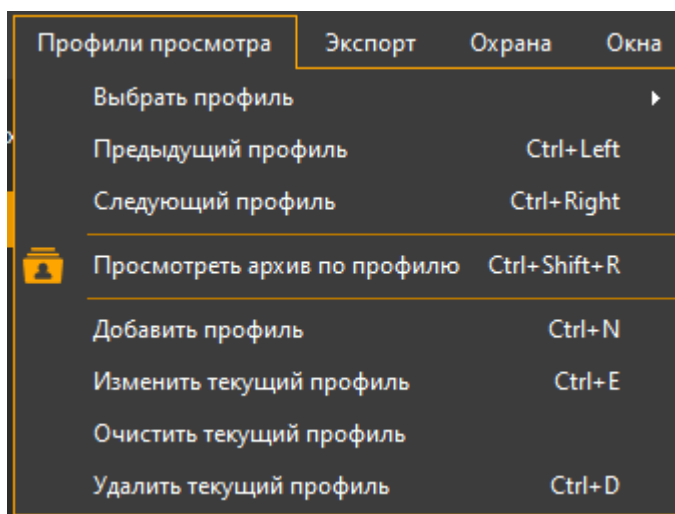 Профили просмотра Экспорт Охрана Окна
Выбрать профиль
Предыдущий профиль Ctrl+Left
Следующий профиль Ctrl+Right
Просмотреть архив по профилю Ctrl+Shift+R
Добавить профиль Ctrl+N
Изменить текущий профиль Ctrl+E
Очистить текущий профиль
Удалить текущий профиль Ctrl+D